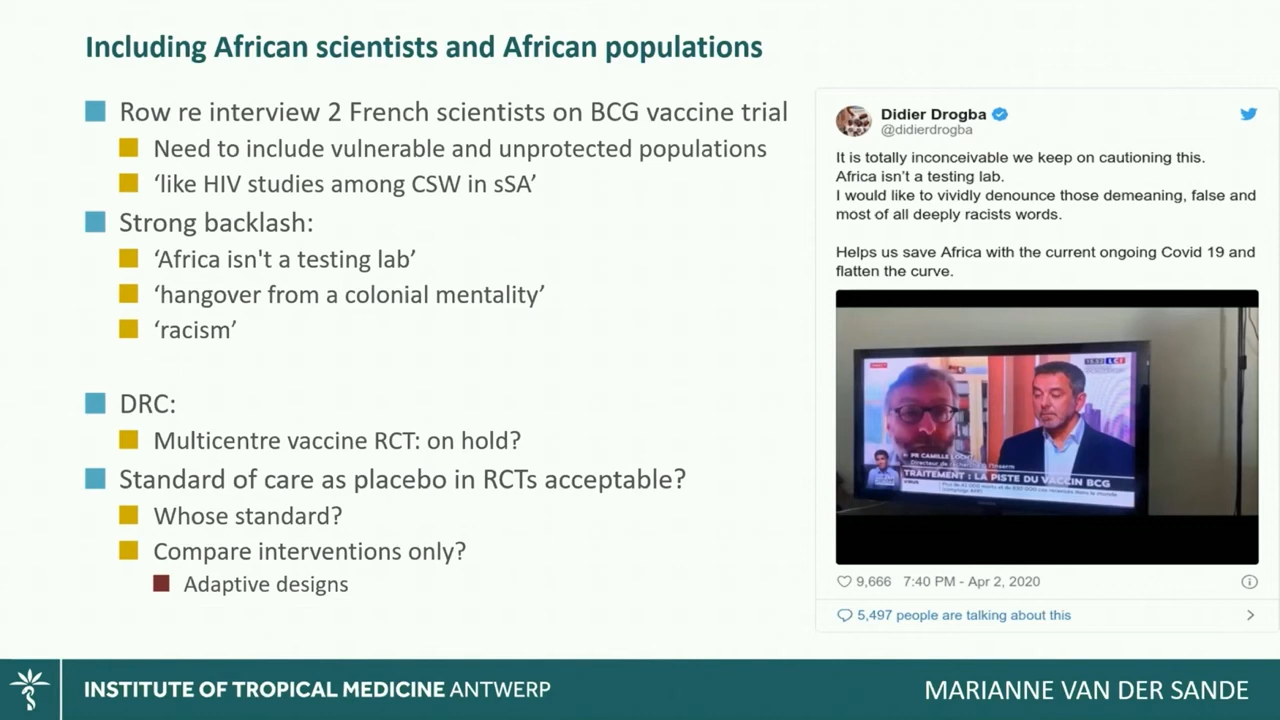 Including African scientists and African populations
Row re interview 2 French scientists on BCG vaccine trial
Need to include vulnerable and unprotected populations
‘like HIV studies among CSW in sSA’
Strong backlash:
‘Africa isn't a testing lab’
‘hangover from a colonial mentality’
‘racism’
DRC:
Multicentre vaccine RCT: on hold?
Standard of care as placebo in RCTs acceptable?
Whose standard?
Compare interventions only?
Adaptive designs
Didier Drogba
@didierdrogba
It is totally inconceivable we keep on cautioning this.
Africa isn’t a testing lab.
I would like to vividly denounce those demeaning, false and
most of all deeply racists words.
Helps us save Africa with the current ongoing Covid 19 and
flatten the curve.
LCI
PR CAMILLE LOCHT
Directeur de recherche à l'Inserm
TRAITEMENT : LA PISTE DU VACCIN BCG
9,666 7:40 PM - Apr 2, 2020
5,497 people are talking about this
INSTITUTE OF TROPICAL MEDICINE ANTWERP
MARIANNE VAN DER SANDE